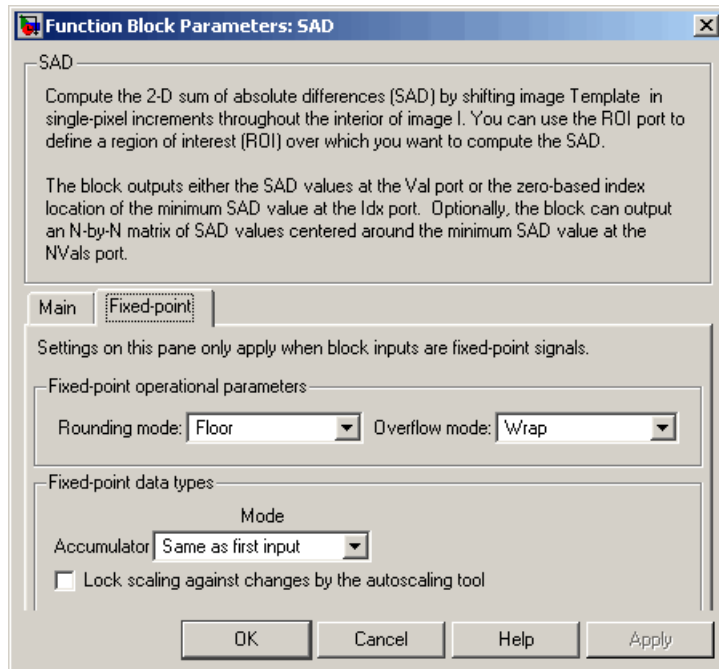 Function Block Parameters: SAD
SAD
Compute the 2-D sum of absolute differences (SAD) by shifting image Template in
single-pixel increments throughout the interior of image I. You can use the ROI port to
define a region of interest (ROI) over which you want to compute the SAD.
The block outputs either the SAD values at the Val port or the zero-based index
location of the minimum SAD value at the Idx port. Optionally, the block can output
an N-by-N matrix of SAD values centered around the minimum SAD value at the
NVals port.
Main Fixed-point
Settings on this pane only apply when block inputs are fixed-point signals.
Fixed-point operational parameters
Rounding mode: Floor Overflow mode: Wrap
Fixed-point data types
Mode
Accumulator Same as first input
Lock scaling against changes by the autoscaling tool
OK Cancel Help Apply